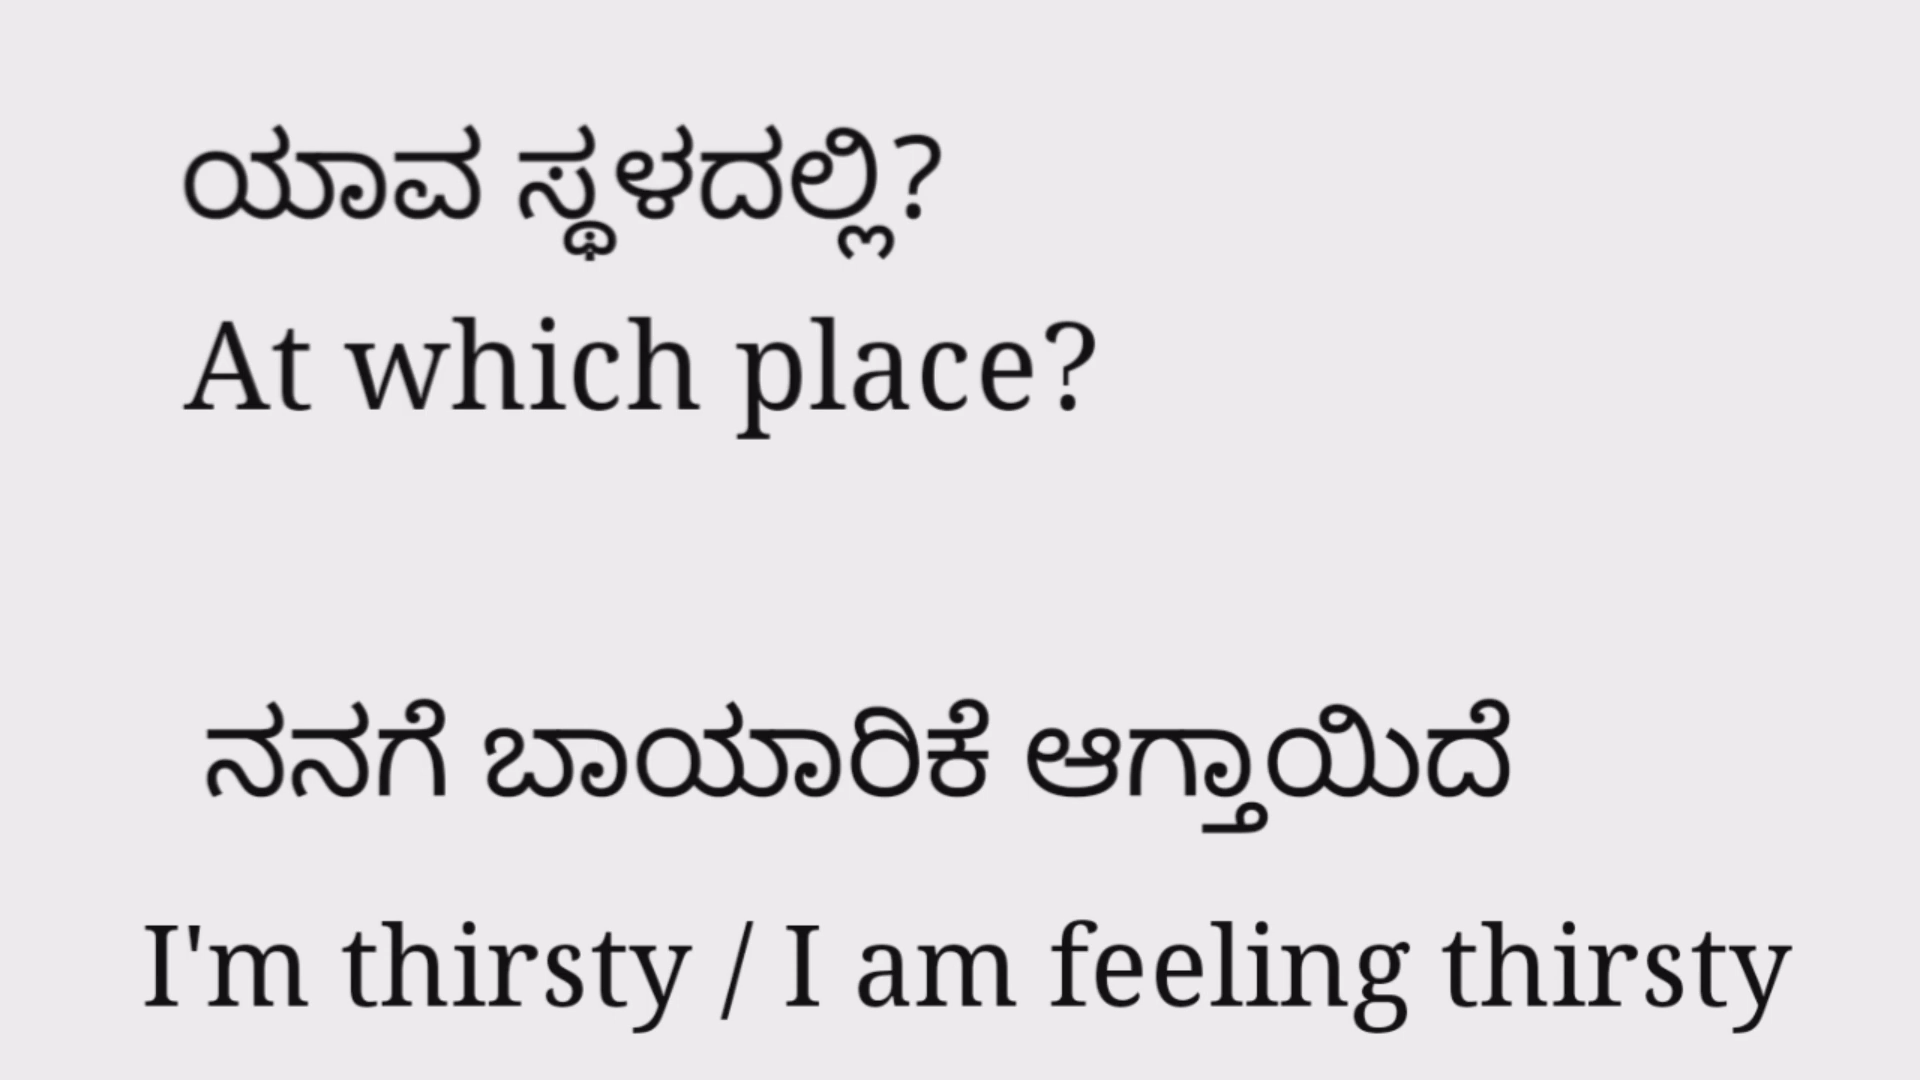 ಯಾವ ಸ್ಥಳದಲ್ಲಿ?
At which place?
ನನಗೆ ಬಾಯಾರಿಕೆ ಆಗ್ತಾಯಿದೆ
I'm thirsty / I am feeling thirsty